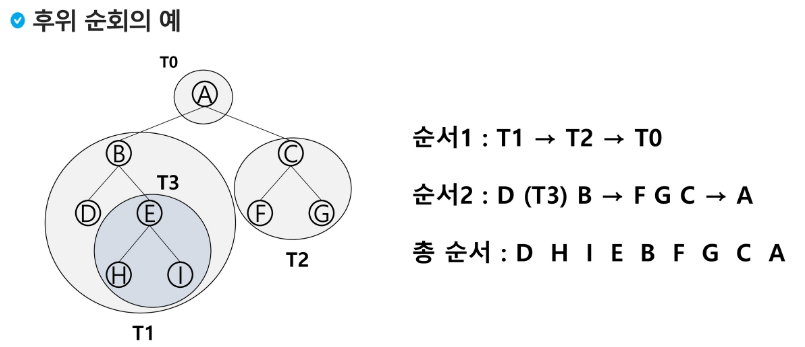 후위 순회의 예
T0
A
B
C
T3
D
E
F
G
H
I
T2
T1
순서1 : T1 → T2 → T0
순서2 : D (T3) B → F G C → A
총 순서 : D H I E B F G C A